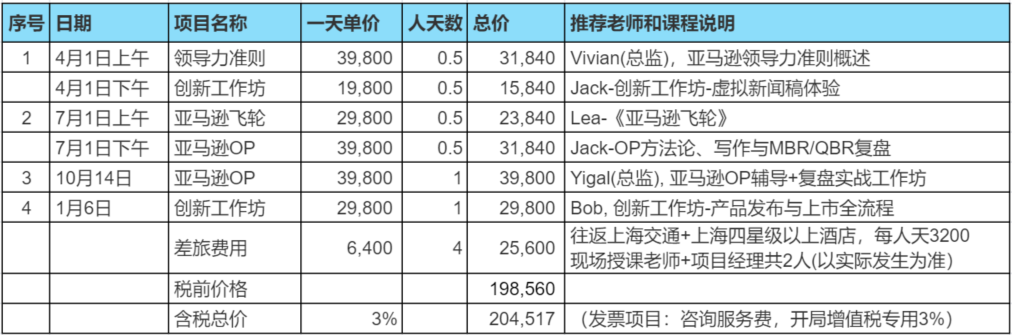 序号 日期 项目名称 一天单价 人天数 总价 推荐老师和课程说明
1 4月1日上午 领导力准则 39,800 0.5 31,840 Vivian(总监)，亚马逊领导力准则概述
4月1日下午 创新工作坊 19,800 0.5 15,840 Jack-创新工作坊-虚拟新闻稿体验
2 7月1日上午 亚马逊飞轮 29,800 0.5 23,840 Lea-《亚马逊飞轮》
7月1日下午 亚马逊OP 39,800 0.5 31,840 Jack-OP方法论、写作与MBR/QBR复盘
3 10月14日 亚马逊OP 39,800 1 39,800 Yigal(总监), 亚马逊OP辅导+复盘实战工作坊
4 1月6日 创新工作坊 29,800 1 29,800 Bob, 创新工作坊-产品发布与上市全流程
差旅费用 6,400 4 25,600 往返上海交通+上海四星级以上酒店，每人天3200
现场授课老师+项目经理共2人(以实际发生为准）
税前价格 198,560
含税总价 3% 204,517 （发票项目：咨询服务费，开局增值税专用3%）